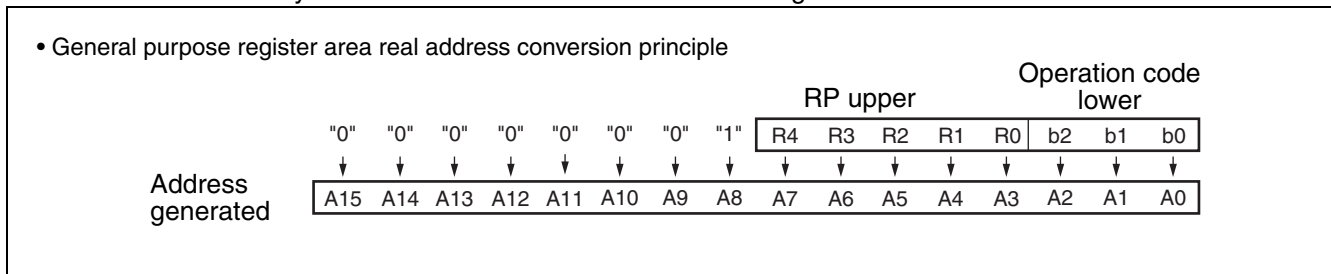 • General purpose register area real address conversion principle
Operation code
RP upper lower
"0" "0" "0" "0" "0" "0" "0" "1" R4 R3 R2 R1 R0 b2 b1 b0
Address
generated
A15 A14 A13 A12 A11 A10 A9 A8 A7 A6 A5 A4 A3 A2 A1 A0